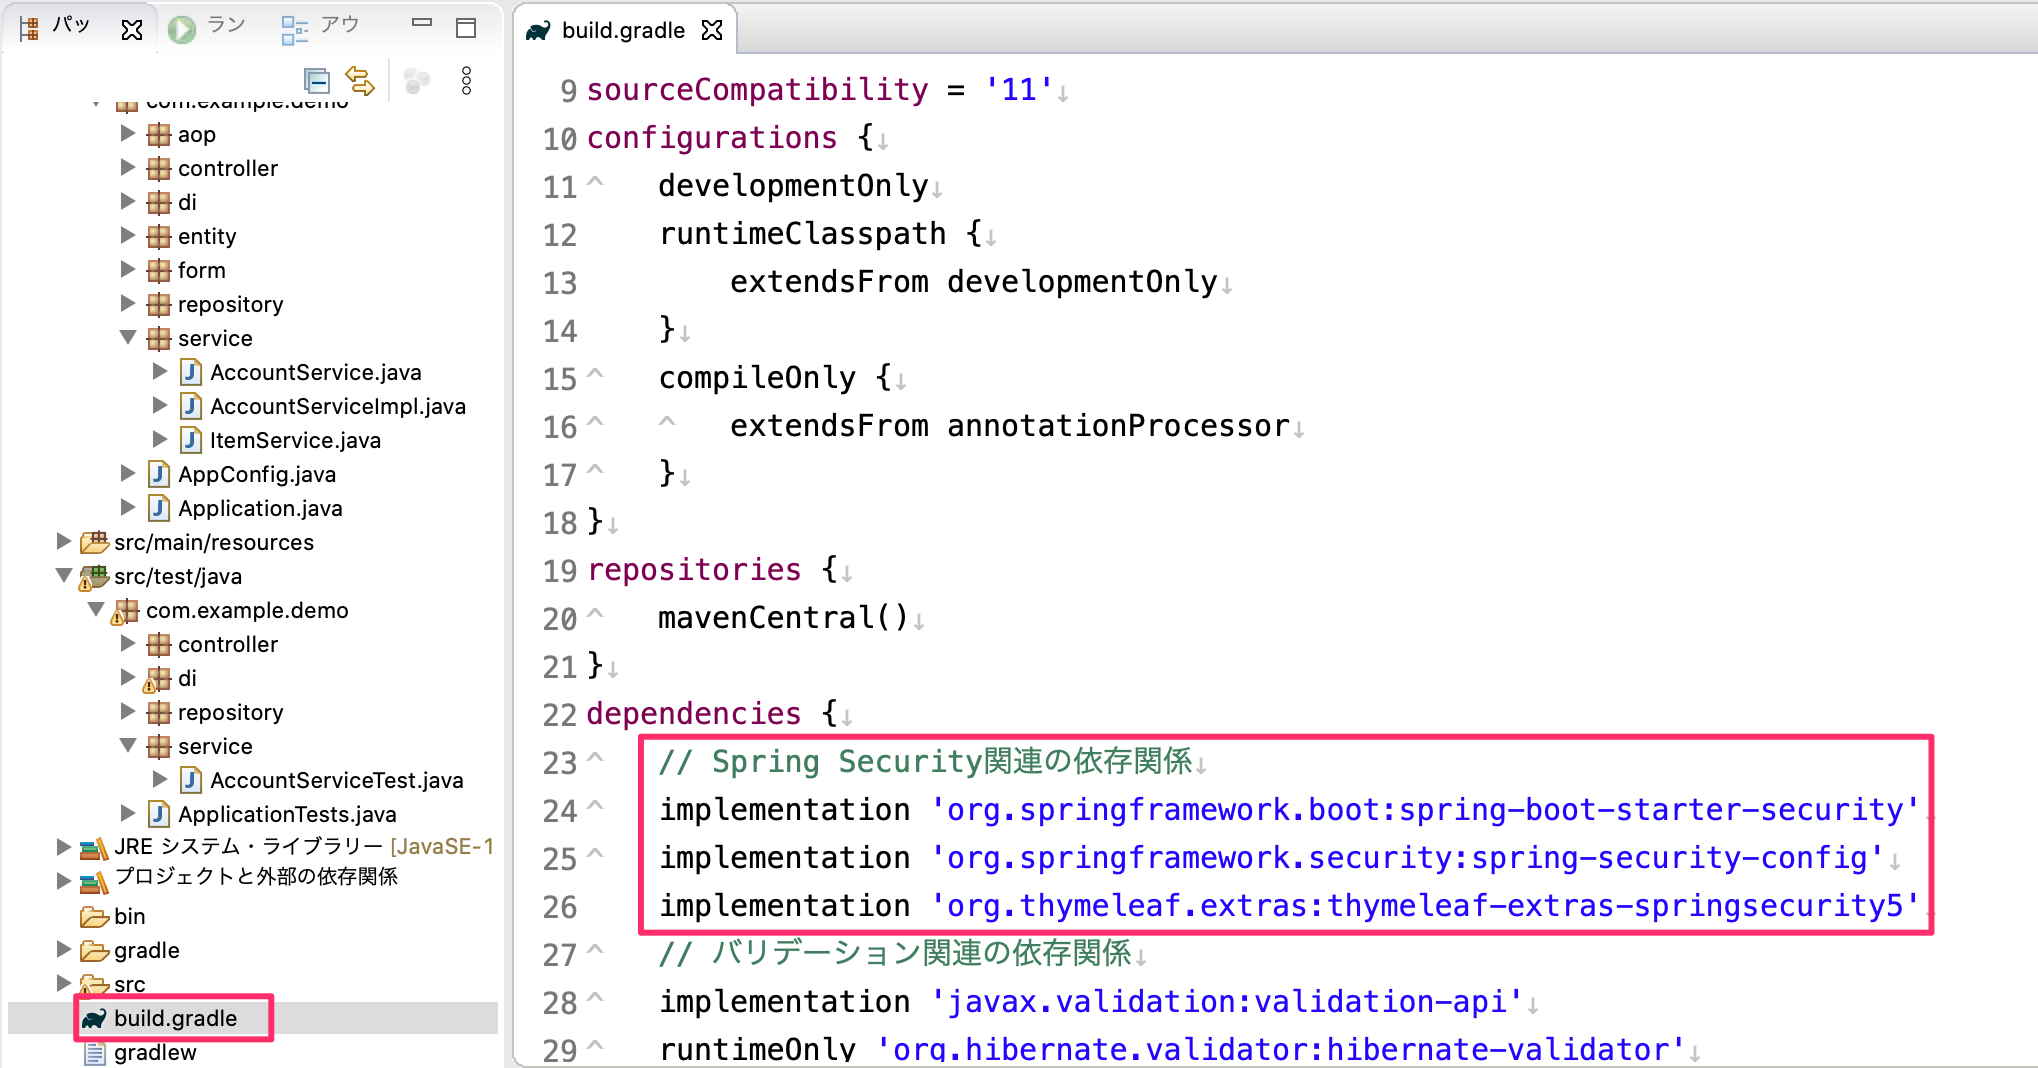 パッ
ラン
アウ
com.example.demo
aop
controller
di
entity
form
repository
service
AccountService.java
AccountServiceImpl.java
ItemService.java
AppConfig.java
Application.java
src/main/resources
src/test/java
com.example.demo
controller
di
repository
service
AccountServiceTest.java
ApplicationTests.java
JRE システム・ライブラリー [JavaSE-1
プロジェクトと外部の依存関係
bin
gradle
src
build.gradle
gradlew
build.gradle
9 sourceCompatibility = '11'↓
10 configurations {↓
11 ^ developmentOnly↓
12 runtimeClasspath {↓
13 extendsFrom developmentOnly↓
14 }↓
15 ^ compileOnly {↓
16 ^ ^ extendsFrom annotationProcessor↓
17 ^ }↓
18 }↓
19 repositories {↓
20 ^ mavenCentral()↓
21 }↓
22 dependencies {↓
23 ^ // Spring Security関連の依存関係↓
24 ^ implementation 'org.springframework.boot:spring-boot-starter-security'
25 ^ implementation 'org.springframework.security:spring-security-config'↓
26 implementation 'org.thymeleaf.extras:thymeleaf-extras-springsecurity5'
27 ^ // バリデーション関連の依存関係↓
28 ^ implementation 'javax.validation:validation-api'↓
29 ^ runtimeOnly 'org.hibernate.validator:hibernate-validator'↓